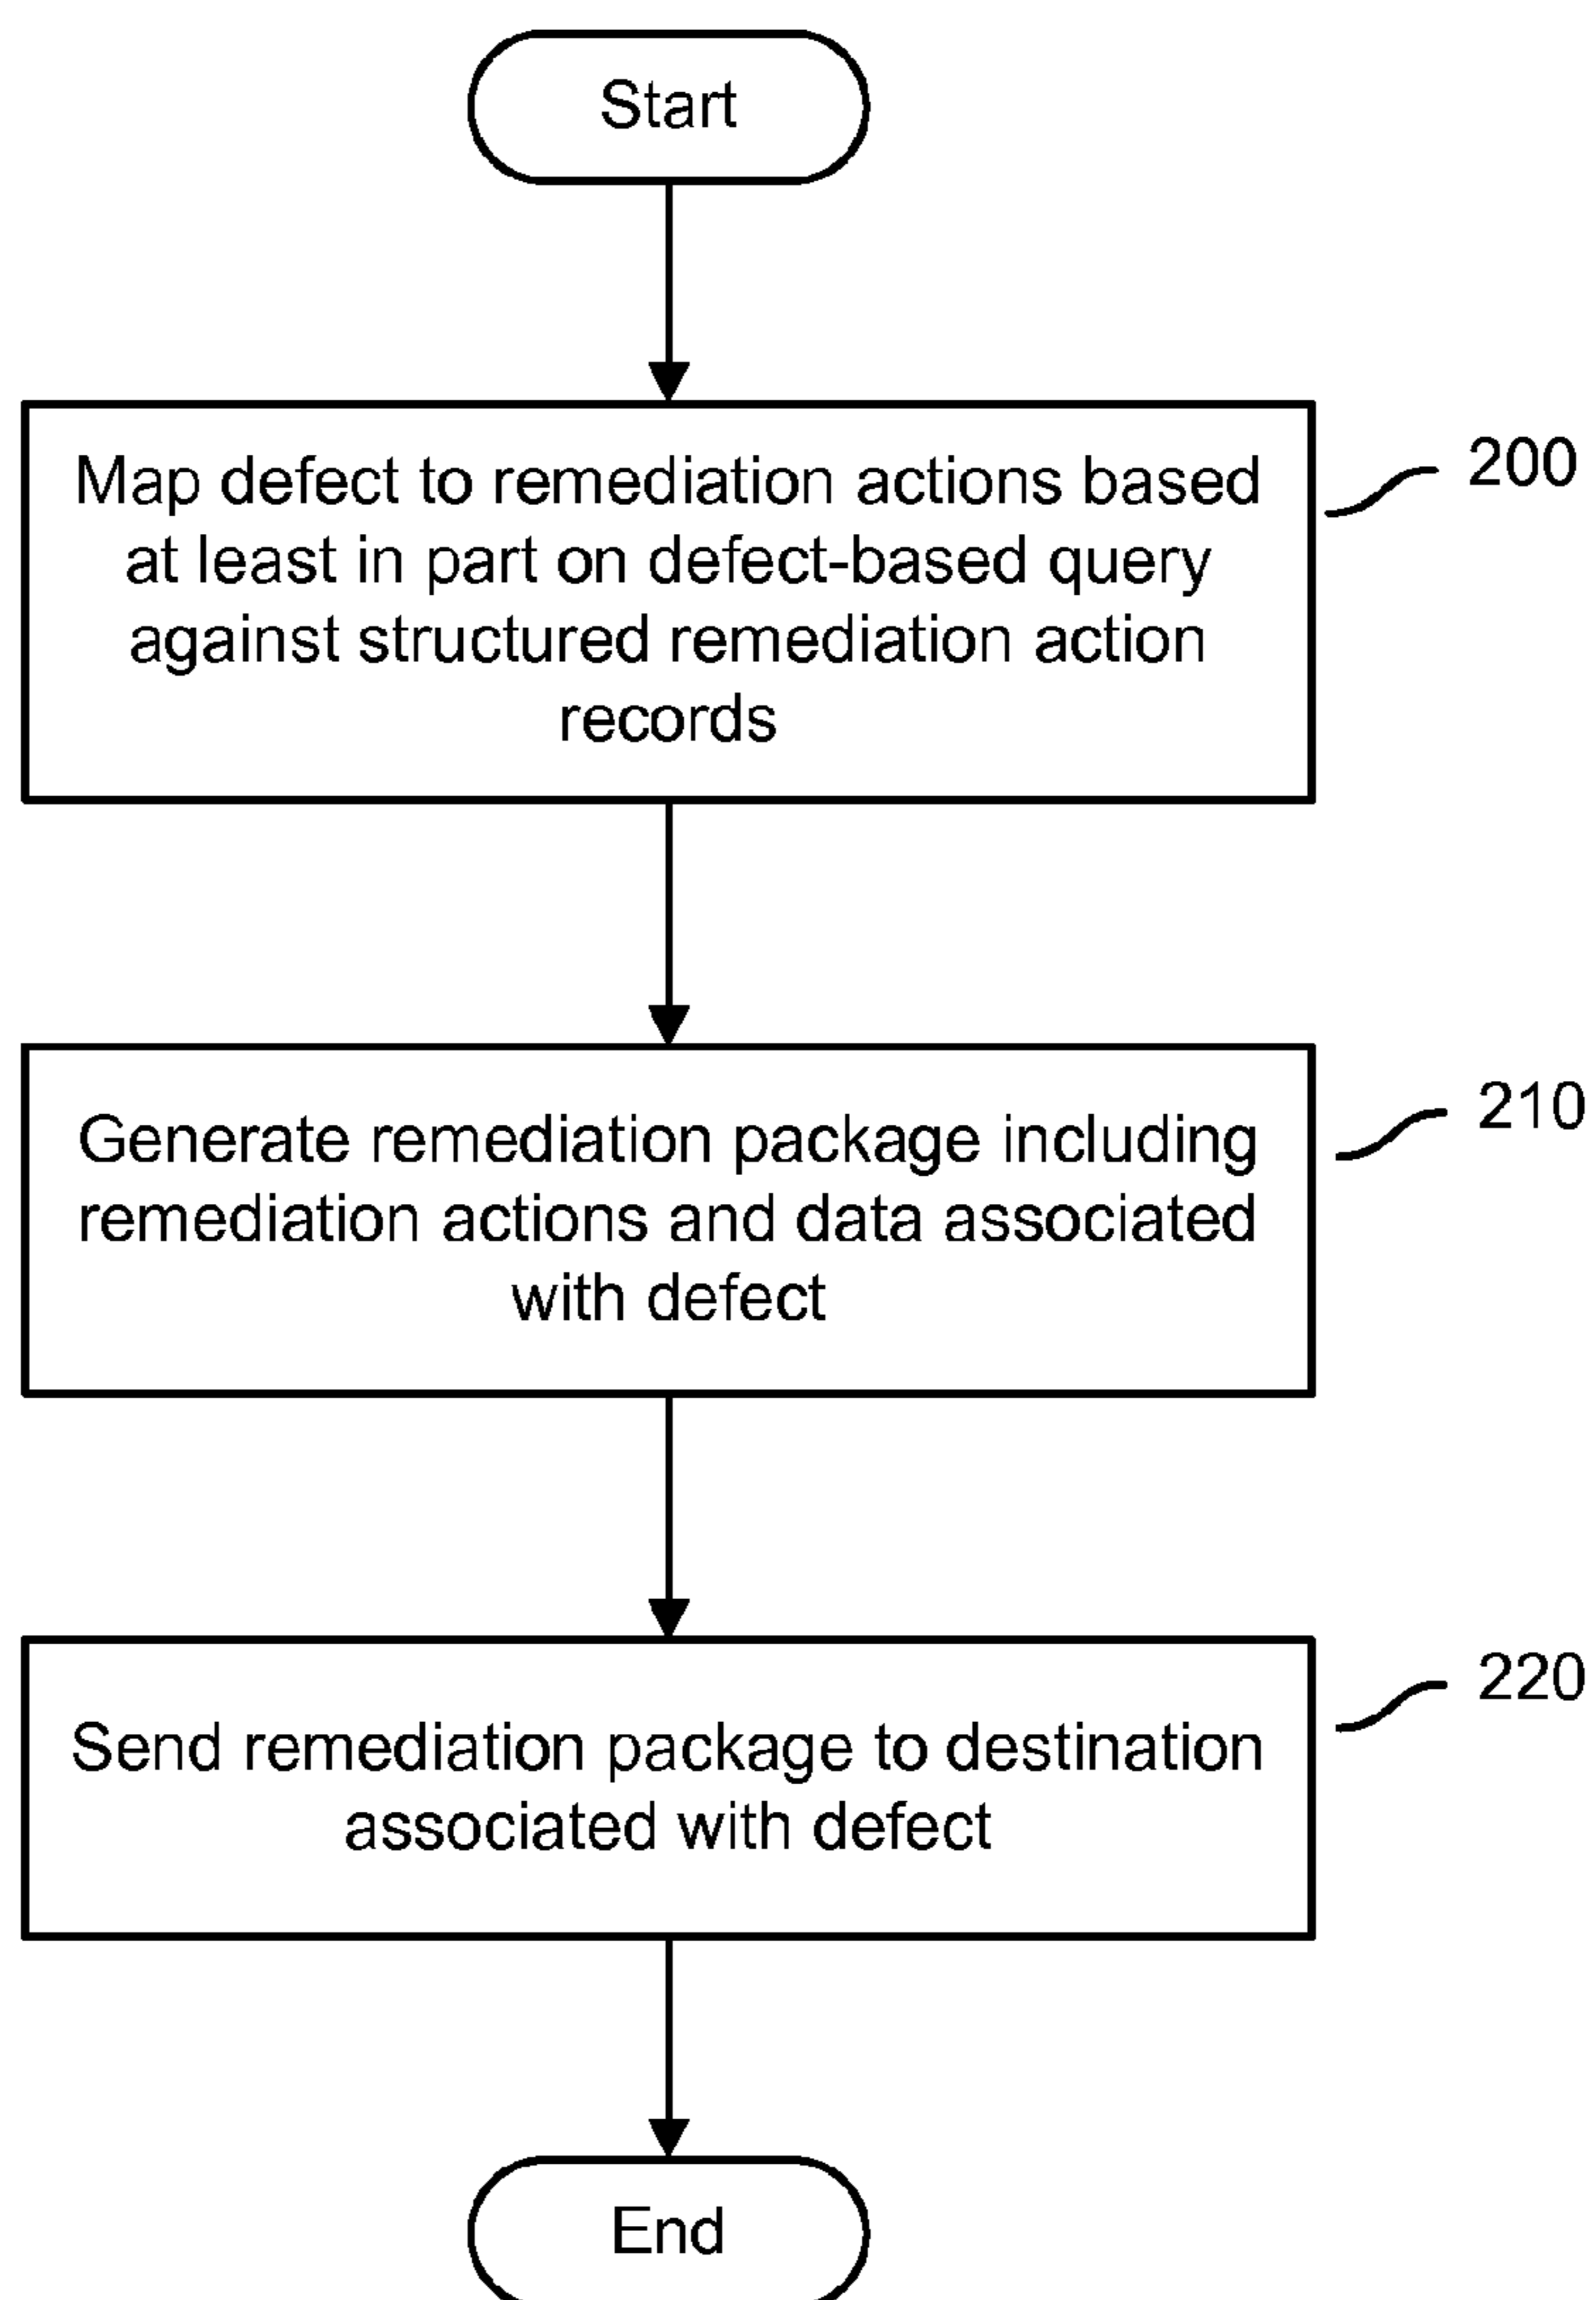 Start
Map defect to remediation actions based
at least in part on defect-based query
against structured remediation action
records
200
Generate remediation package including
remediation actions and data associated
with defect
210
Send remediation package to destination
associated with defect
220
End